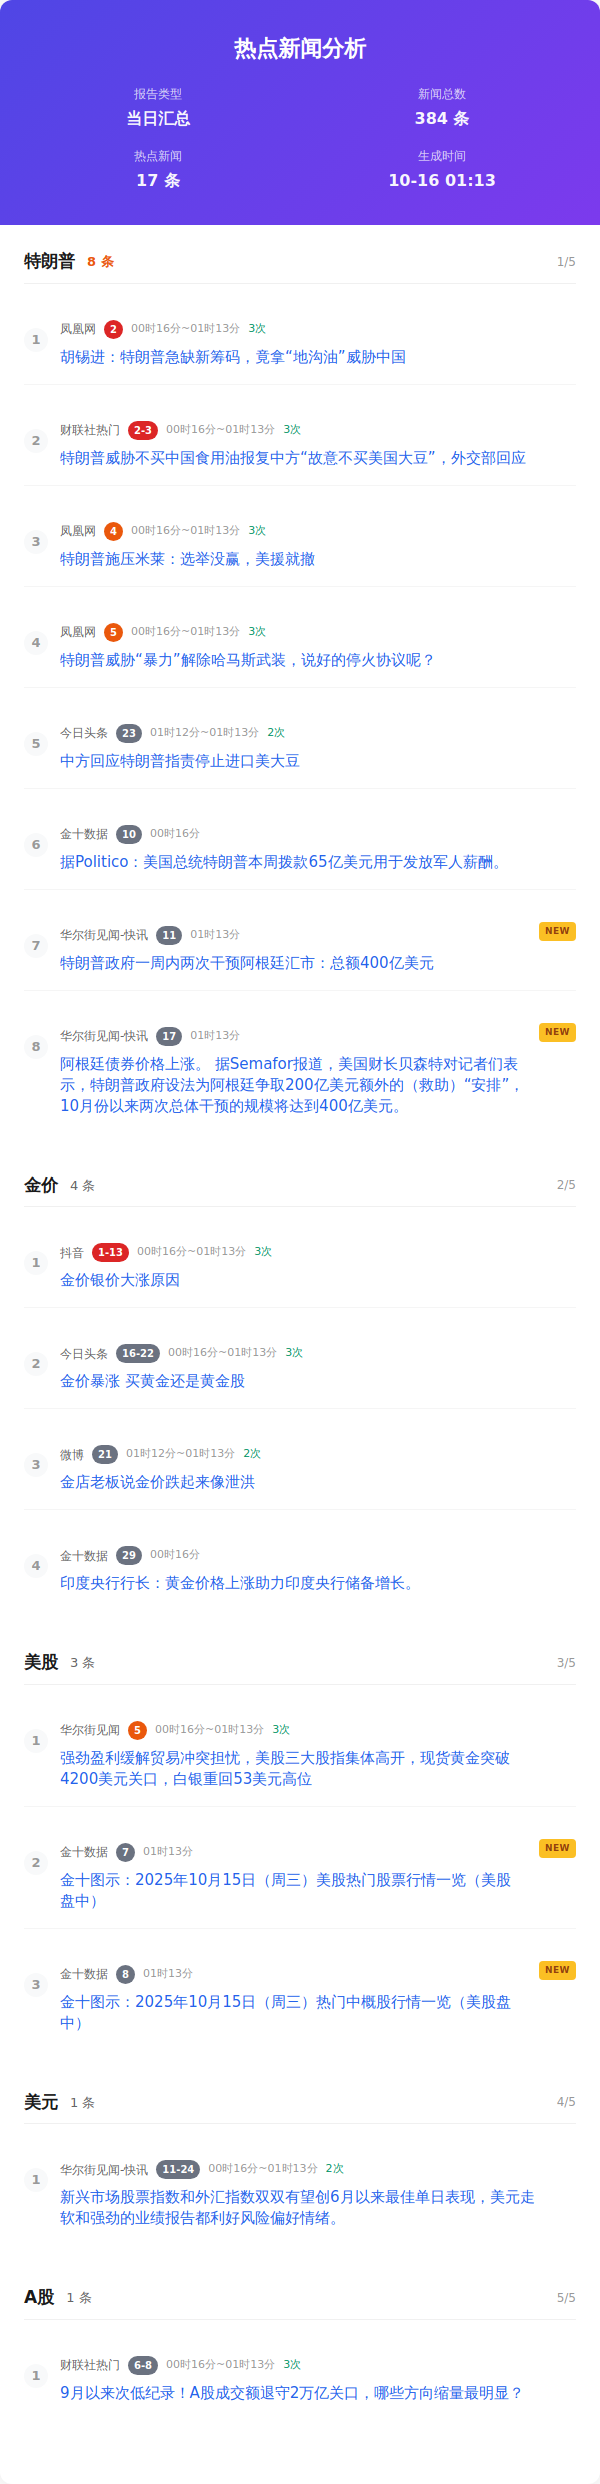 热点新闻分析
报告类型
新闻总数
当日汇总
384 条
热点新闻
生成时间
17 条
10-16 01:13
特朗普 8 条 1/5
1
凤凰网 2 00时16分~01时13分 3次
胡锡进：特朗普急缺新筹码，竟拿“地沟油”威胁中国
2
财联社热门 2-3 00时16分~01时13分 3次
特朗普威胁不买中国食用油报复中方“故意不买美国大豆”，外交部回应
3
凤凰网 4 00时16分~01时13分 3次
特朗普施压米莱：选举没赢，美援就撤
4
凤凰网 5 00时16分~01时13分 3次
特朗普威胁“暴力”解除哈马斯武装，说好的停火协议呢？
5
今日头条 23 01时12分~01时13分 2次
中方回应特朗普指责停止进口美大豆
6
金十数据 10 00时16分
据Politico：美国总统特朗普本周拨款65亿美元用于发放军人薪酬。
7
华尔街见闻-快讯 11 01时13分 NEW
特朗普政府一周内两次干预阿根廷汇市：总额400亿美元
8
华尔街见闻-快讯 17 01时13分 NEW
阿根廷债券价格上涨。 据Semafor报道，美国财长贝森特对记者们表
示，特朗普政府设法为阿根廷争取200亿美元额外的（救助）“安排”，
10月份以来两次总体干预的规模将达到400亿美元。
金价 4 条 2/5
1
抖音 1-13 00时16分~01时13分 3次
金价银价大涨原因
2
今日头条 16-22 00时16分~01时13分 3次
金价暴涨 买黄金还是黄金股
3
微博 21 01时12分~01时13分 2次
金店老板说金价跌起来像泄洪
4
金十数据 29 00时16分
印度央行行长：黄金价格上涨助力印度央行储备增长。
美股 3 条 3/5
1
华尔街见闻 5 00时16分~01时13分 3次
强劲盈利缓解贸易冲突担忧，美股三大股指集体高开，现货黄金突破
4200美元关口，白银重回53美元高位
2
金十数据 7 01时13分 NEW
金十图示：2025年10月15日（周三）美股热门股票行情一览（美股
盘中）
3
金十数据 8 01时13分 NEW
金十图示：2025年10月15日（周三）热门中概股行情一览（美股盘
中）
美元 1 条 4/5
1
华尔街见闻-快讯 11-24 00时16分~01时13分 2次
新兴市场股票指数和外汇指数双双有望创6月以来最佳单日表现，美元走
软和强劲的业绩报告都利好风险偏好情绪。
A股 1 条 5/5
1
财联社热门 6-8 00时16分~01时13分 3次
9月以来次低纪录！A股成交额退守2万亿关口，哪些方向缩量最明显？